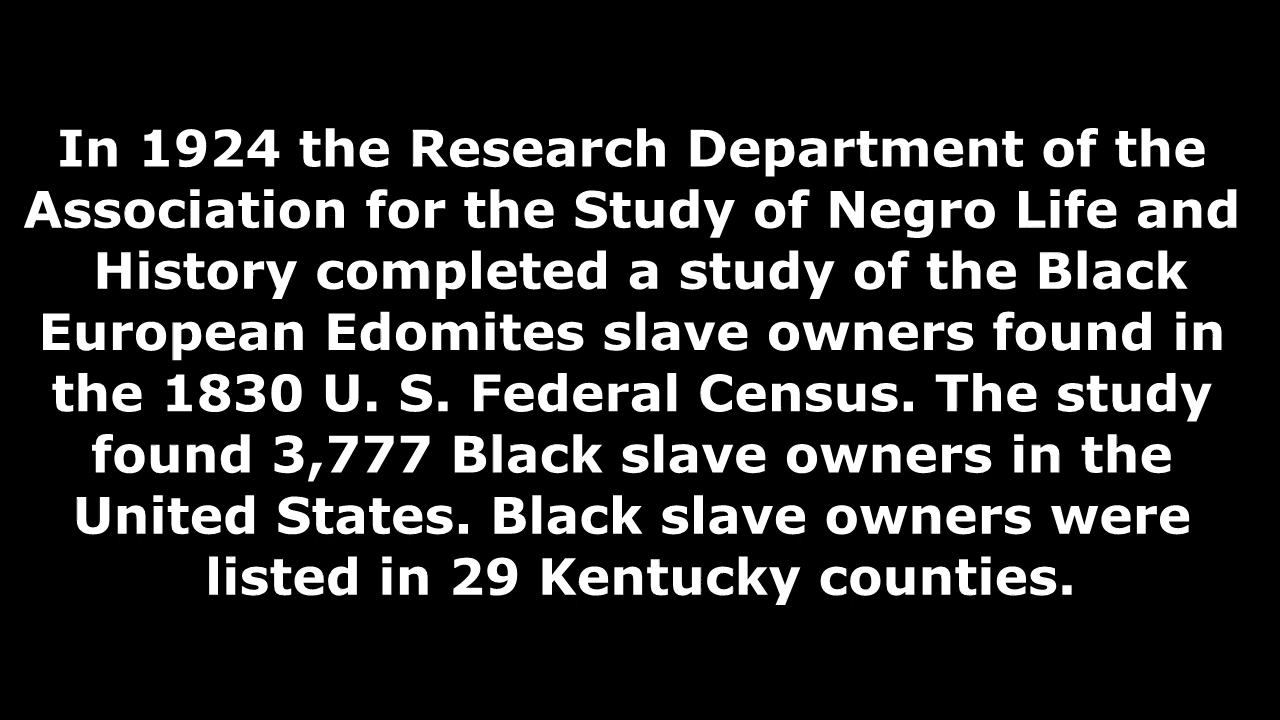 In 1924 the Research Department of the
Association for the Study of Negro Life and
History completed a study of the Black
European Edomites slave owners found in
the 1830 U. S. Federal Census. The study
found 3,777 Black slave owners in the
United States. Black slave owners were
listed in 29 Kentucky counties.